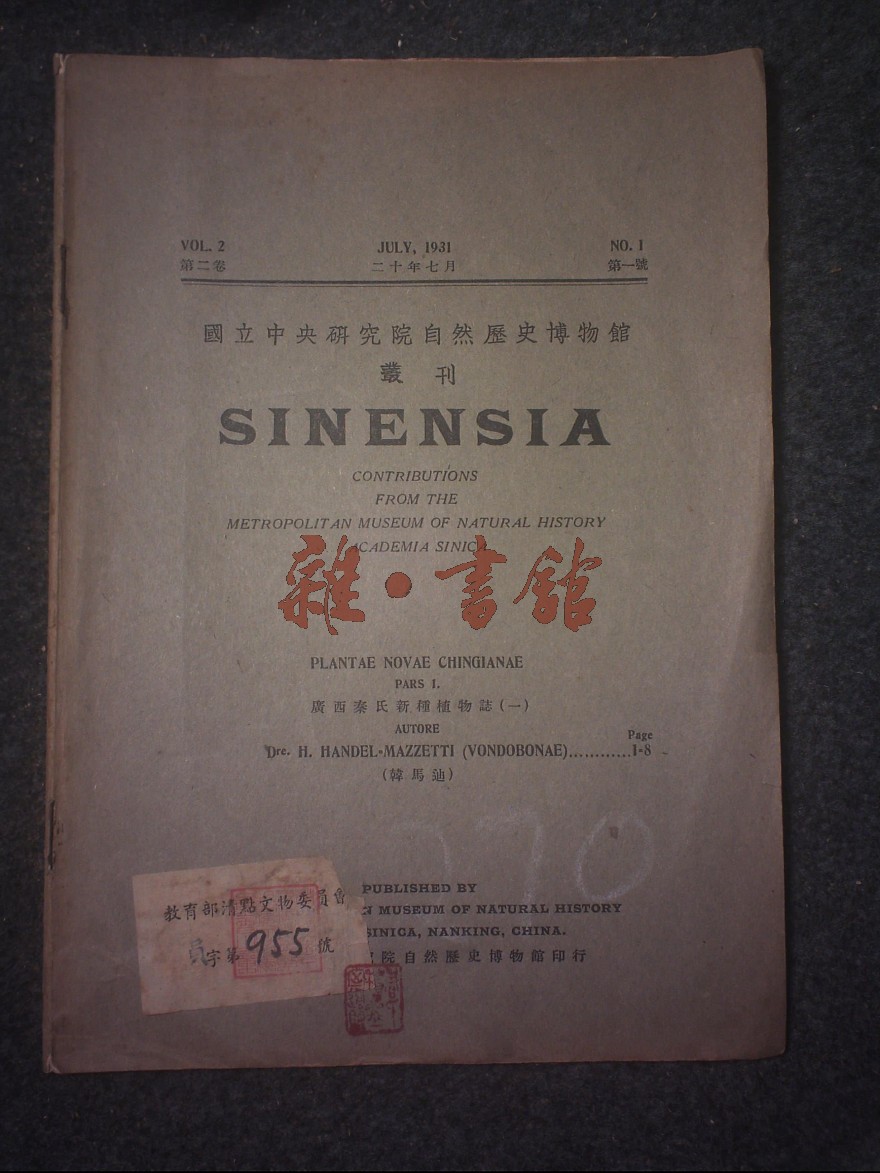 VOL. 2 JULY, 1931 NO. 1
第二卷 二十年七月 第一號
國立中央研究院自然歷史博物館
叢刊
SINENSIA
CONTRIBUTIONS
FROM THE
METROPOLITAN MUSEUM OF NATURAL HISTORY
ACADEMIA SINICA
雜·書館
PLANTAE NOVAE CHINGIANAE
PARS I.
廣西秦氏新種植物誌(一)
AUTORE
Page
Dre. H. HANDEL-MAZZETTI (VONDOBONAE)............1-8
(韓馬迪)
70
PUBLISHED BY
N MUSEUM OF NATURAL HISTORY
SINICA, NANKING, CHINA.
院自然歷史博物館印行
教育部清點文物委員會
員字第955號